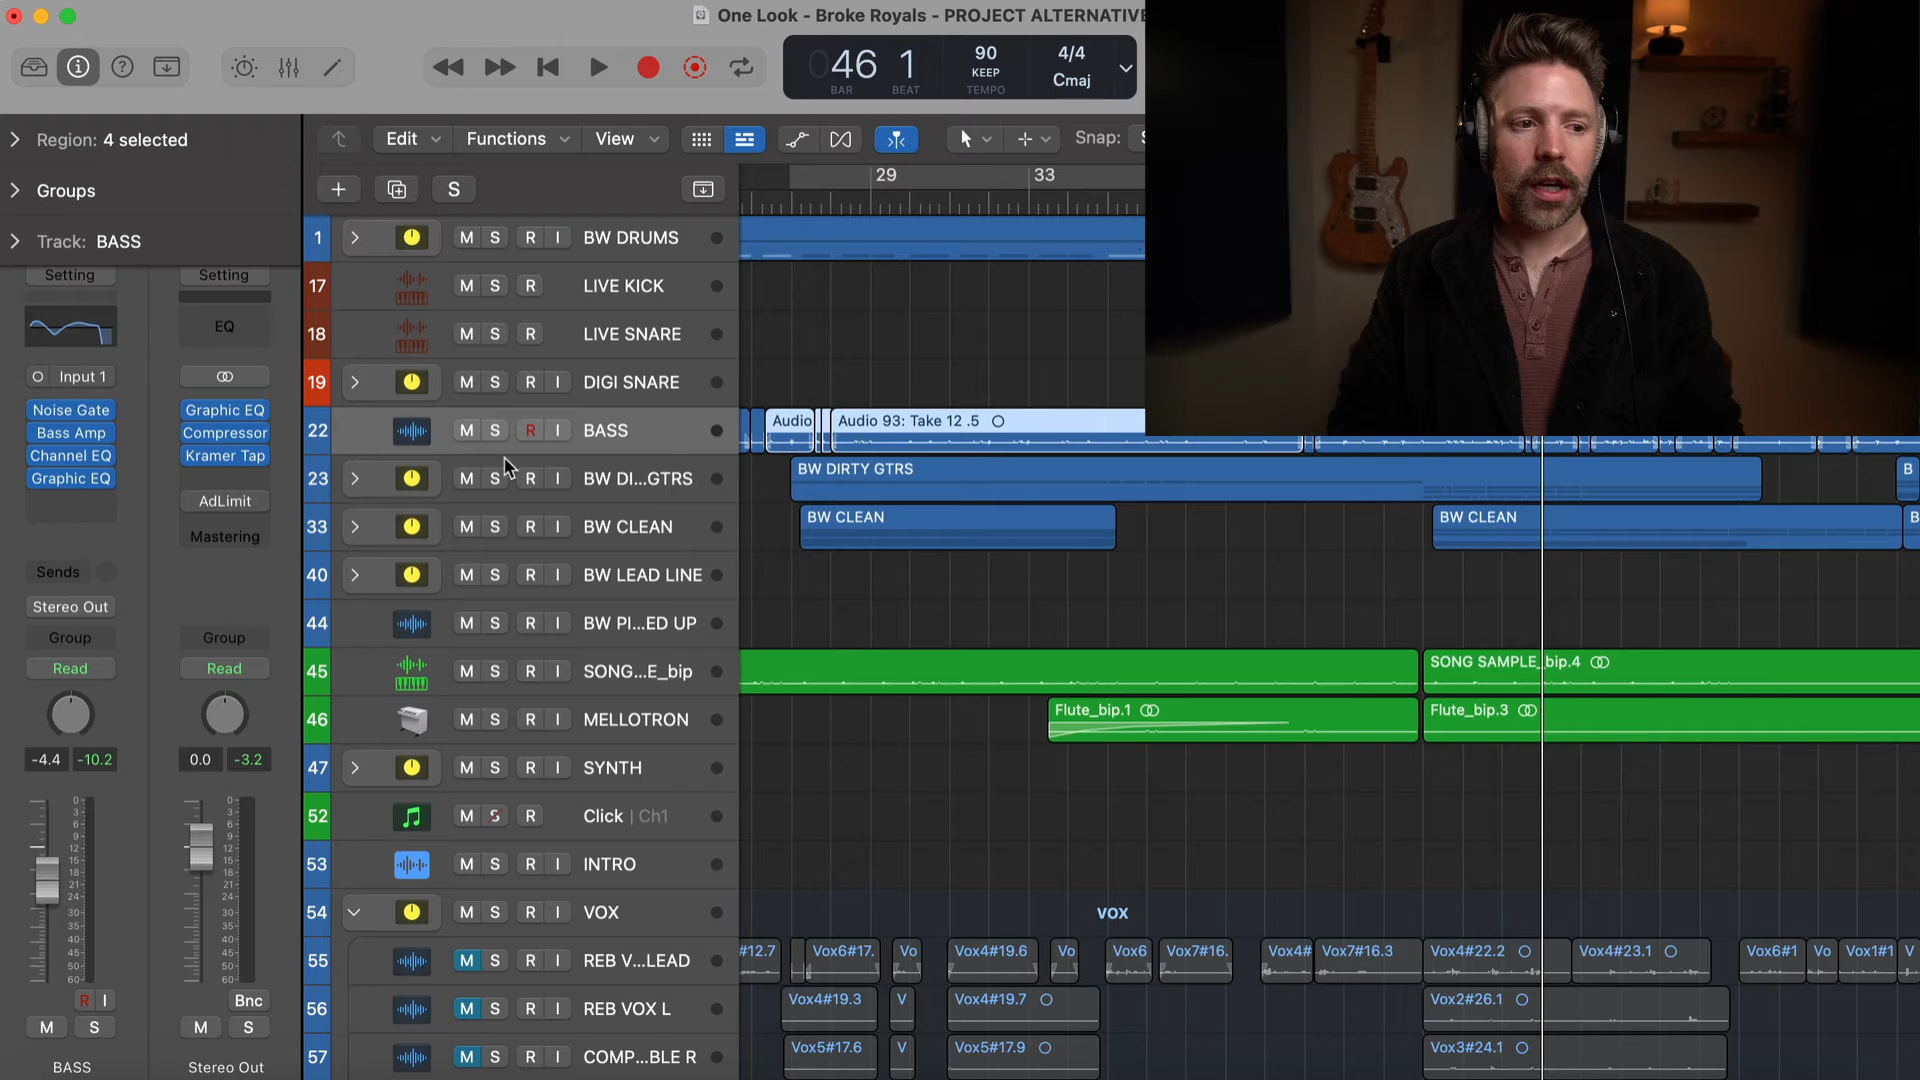 One Look - Broke Royals - PROJECT ALTERNATIVE
46 1
BAR BEAT
90
KEEP
TEMPO
4/4
Cmaj
Region: 4 selected
Groups
Track: BASS
Edit Functions View Snap:
+ S
29 33
Setting Setting
EQ
Input 1
Noise Gate Graphic EQ
Bass Amp Compressor
Channel EQ Kramer Tap
Graphic EQ
AdLimit
Mastering
Sends
Stereo Out
Group Group
Read Read
-4.4 -10.2 0.0 -3.2
R I Bnc
M S M S
BASS Stereo Out
1 M S R I BW DRUMS
17 M S R LIVE KICK
18 M S R LIVE SNARE
19 M S R I DIGI SNARE
22 M S R I BASS
Audio Audio 93: Take 12 .5
23 M S R I BW DI...GTRS
BW DIRTY GTRS B
33 M S R I BW CLEAN
BW CLEAN BW CLEAN B
40 M S R I BW LEAD LINE
44 M S R I BW PI...ED UP
45 M S R I SONG...E_bip
SONG SAMPLE_bip.4
46 M S R I MELLOTRON
Flute_bip.1 Flute_bip.3
47 M S R I SYNTH
52 M S R Click | Ch1
53 M S R I INTRO
54 M S R I VOX
VOX
55 M S R I REB V...LEAD
#12.7 Vox6#17. Vo Vox4#19.6 Vo Vox6 Vox7#16. Vox4# Vox7#16.3 Vox4#22.2 Vox4#23.1 Vox6#1 Vo Vox1#1 V
56 M S R I REB VOX L
Vox4#19.3 V Vox4#19.7 Vox2#26.1
57 M S R I COMP...BLE R
Vox5#17.6 V Vox5#17.9 Vox3#24.1